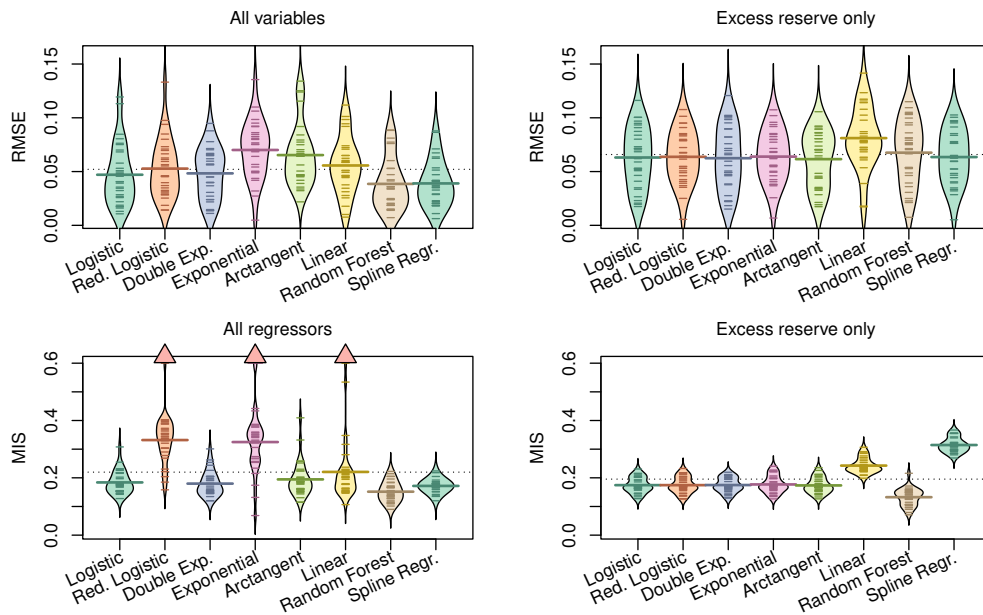 All variables
RMSE
0.15
0.10
0.05
0.00
Logistic
Red. Logistic
Double Exp.
Exponential
Arctangent
Linear
Random Forest
Spline Regr.
Excess reserve only
RMSE
0.15
0.10
0.05
0.00
Logistic
Red. Logistic
Double Exp.
Exponential
Arctangent
Linear
Random Forest
Spline Regr.
All regressors
MIS
0.6
0.4
0.2
0.0
Logistic
Red. Logistic
Double Exp.
Exponential
Arctangent
Linear
Random Forest
Spline Regr.
Excess reserve only
MIS
0.6
0.4
0.2
0.0
Logistic
Red. Logistic
Double Exp.
Exponential
Arctangent
Linear
Random Forest
Spline Regr.